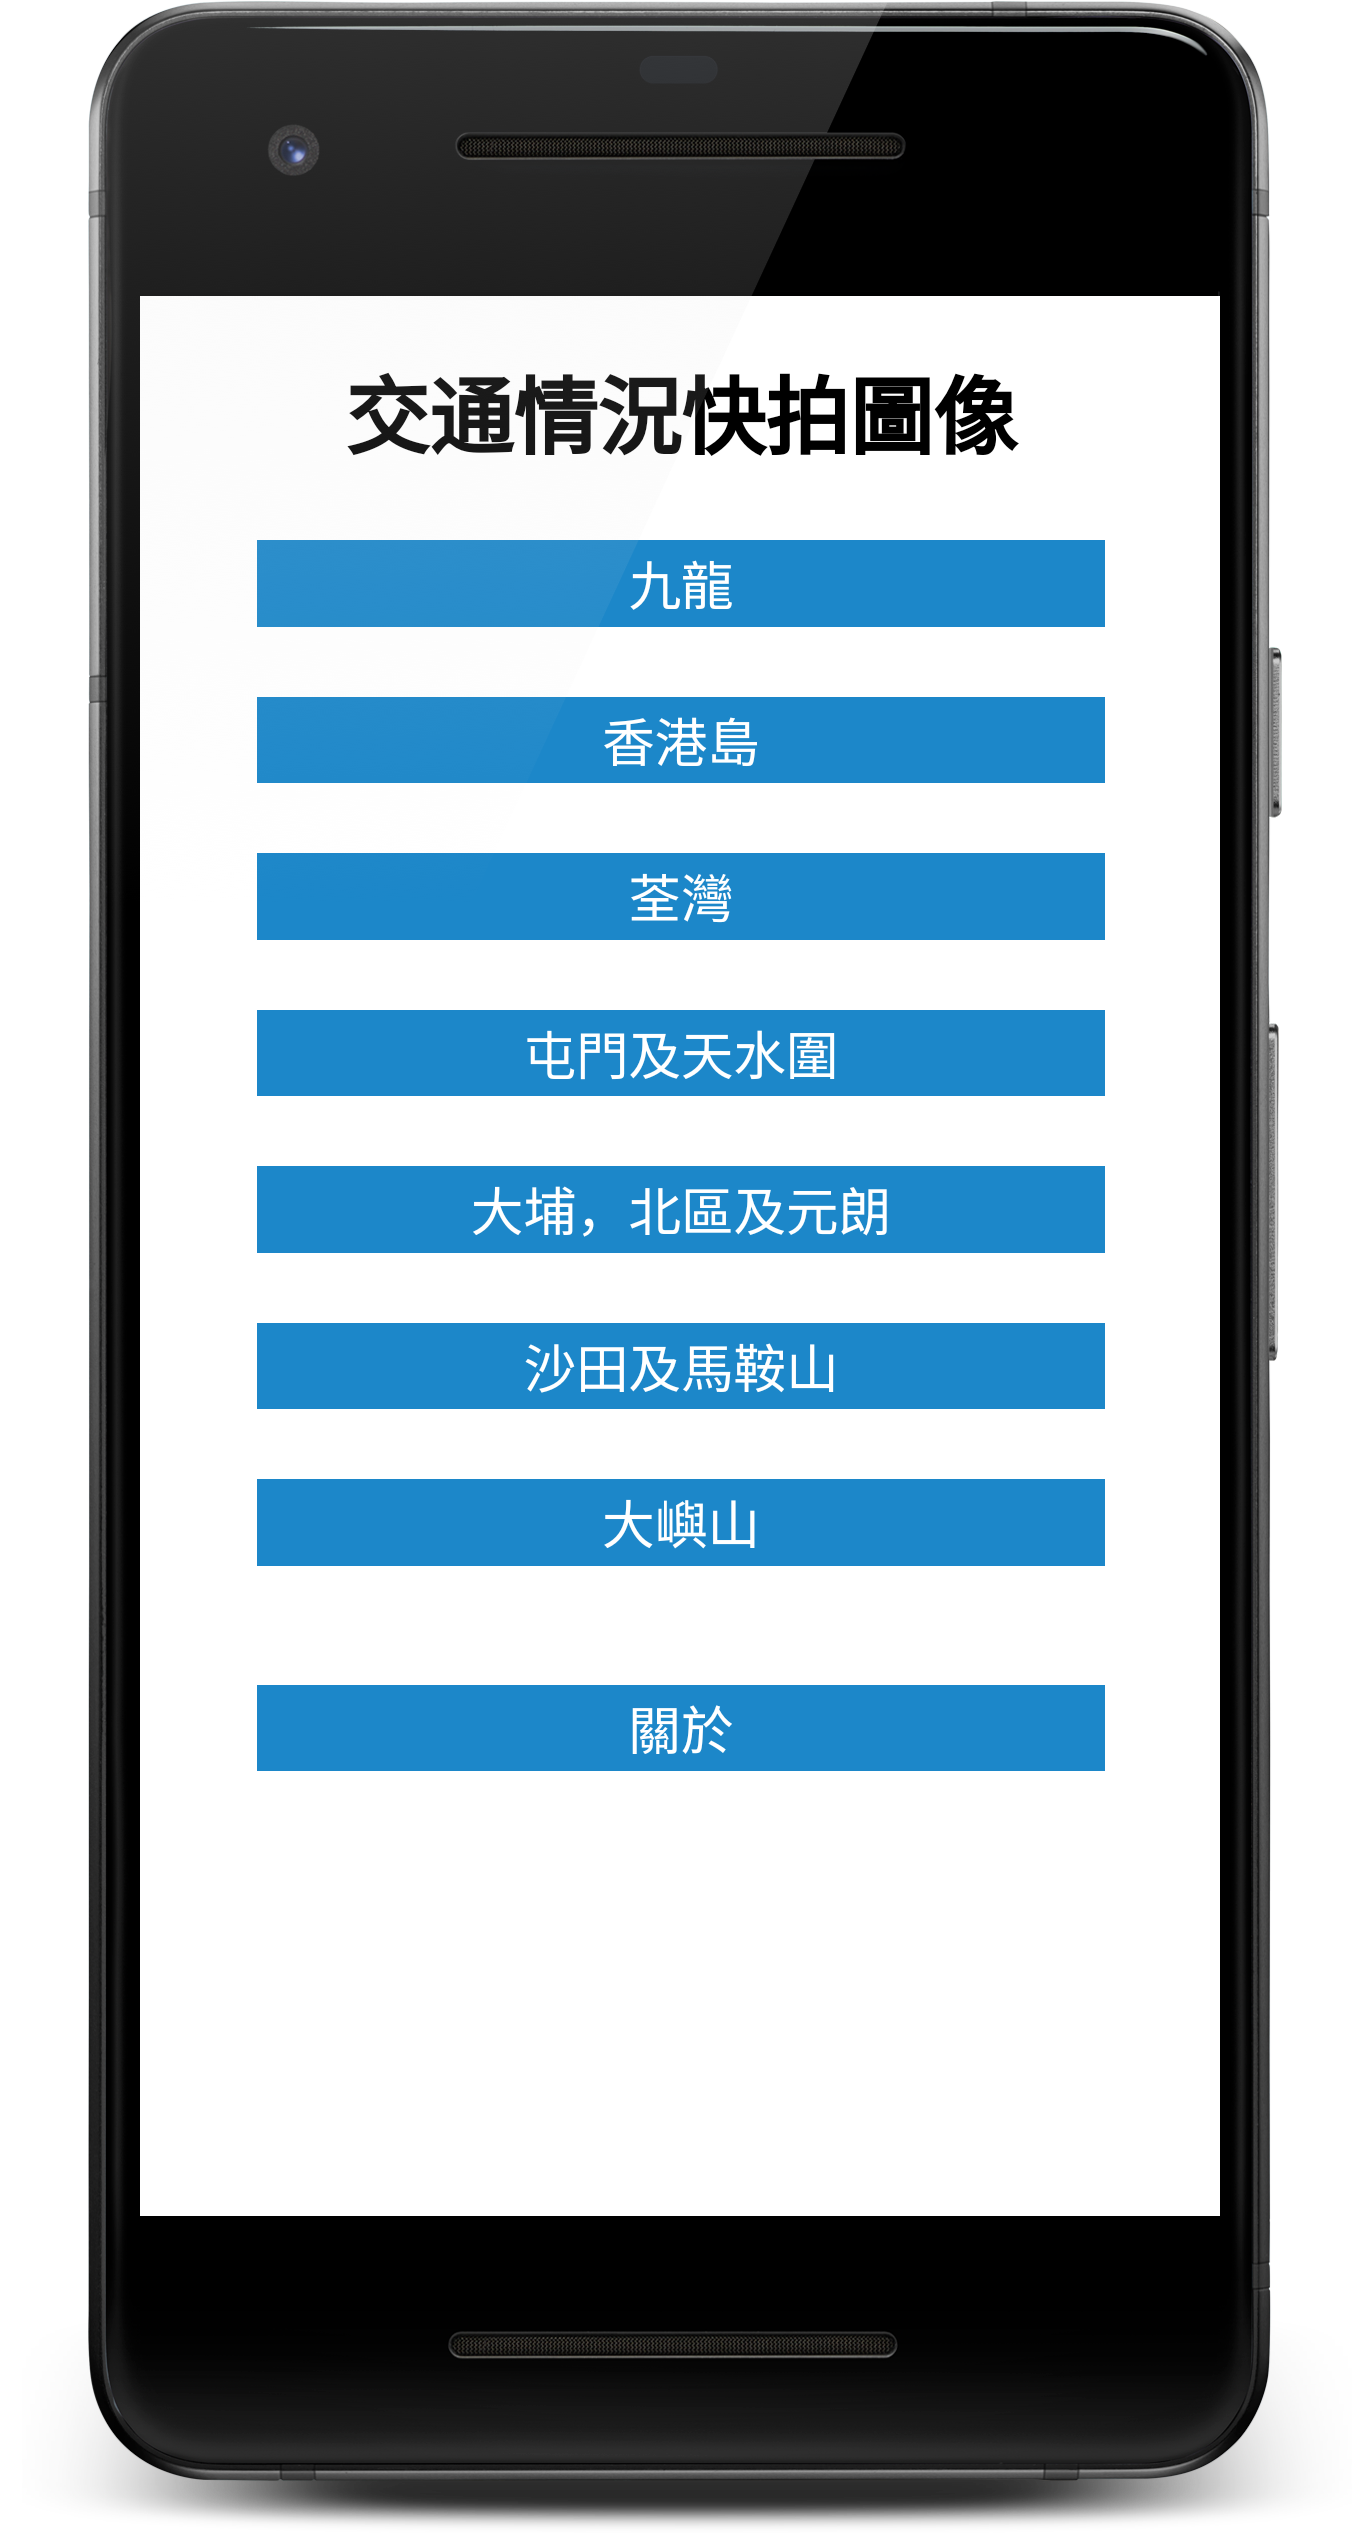 交通情況快拍圖像
九龍
香港島
荃灣
屯門及天水圍
大埔，北區及元朗
沙田及馬鞍山
大嶼山
關於